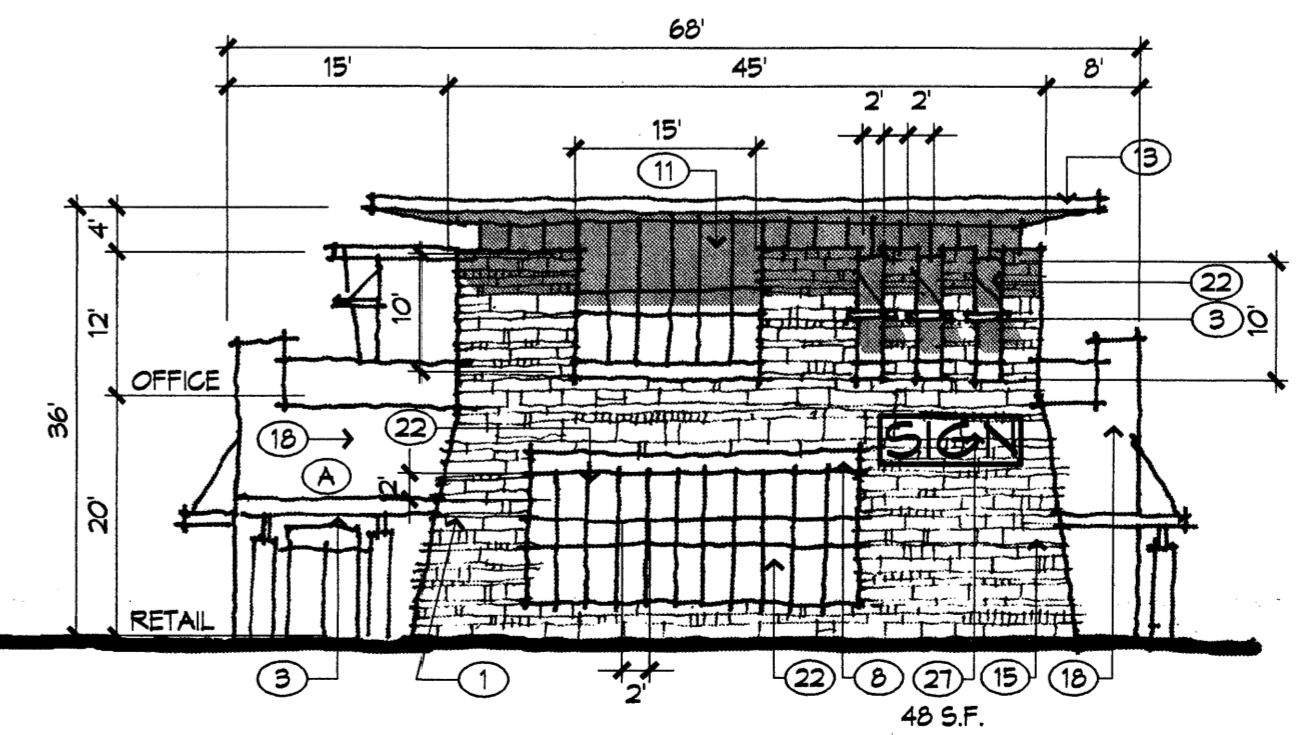 68'
15' 45' 8'
2' 2'
15'
11 13
4'
22
10' 12' 3 10'
OFFICE
36'
22
18 SIGN
A
2'
20'
RETAIL
3 1 2' 22 8 27 15 18
48 S.F.